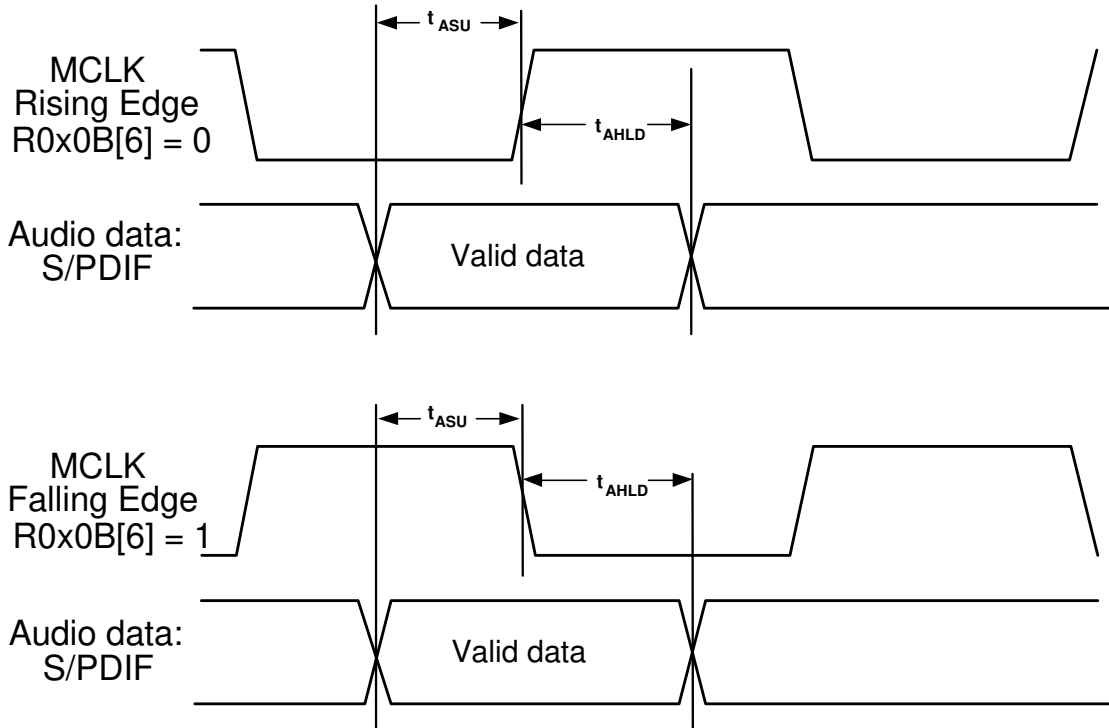 t ASU
MCLK
Rising Edge
R0x0B[6] = 0
t AHLD
Audio data:
S/PDIF
Valid data
t ASU
MCLK
Falling Edge
R0x0B[6] = 1
t AHLD
Audio data:
S/PDIF
Valid data